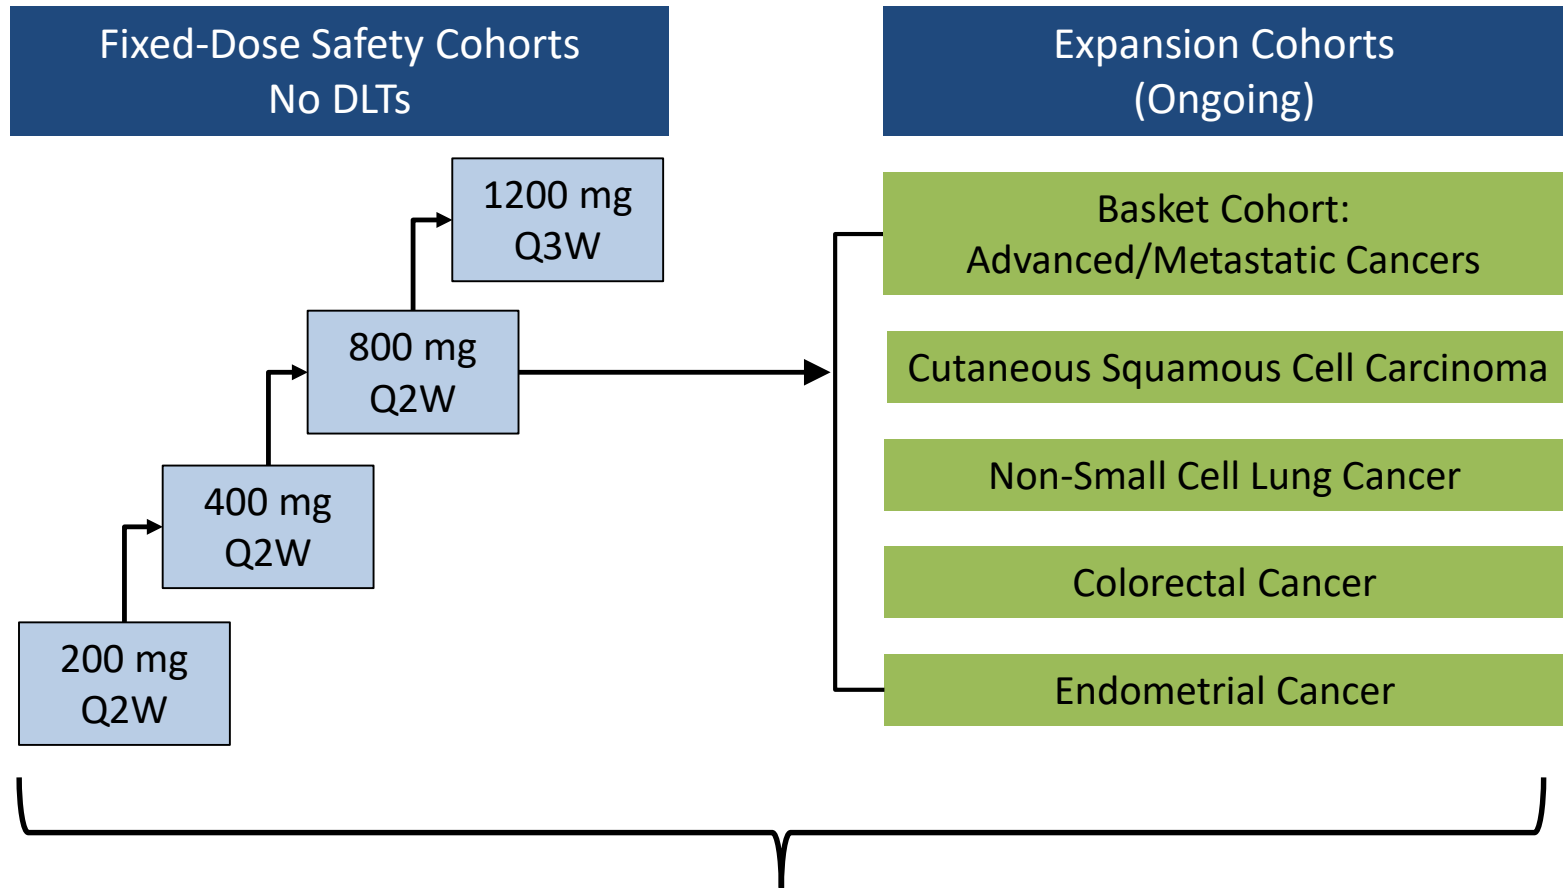 Fixed-Dose Safety Cohorts
No DLTs
1200 mg
Q3W
800 mg
Q2W
400 mg
Q2W
200 mg
Q2W
Expansion Cohorts
(Ongoing)
Basket Cohort:
Advanced/Metastatic Cancers
Cutaneous Squamous Cell Carcinoma
Non-Small Cell Lung Cancer
Colorectal Cancer
Endometrial Cancer